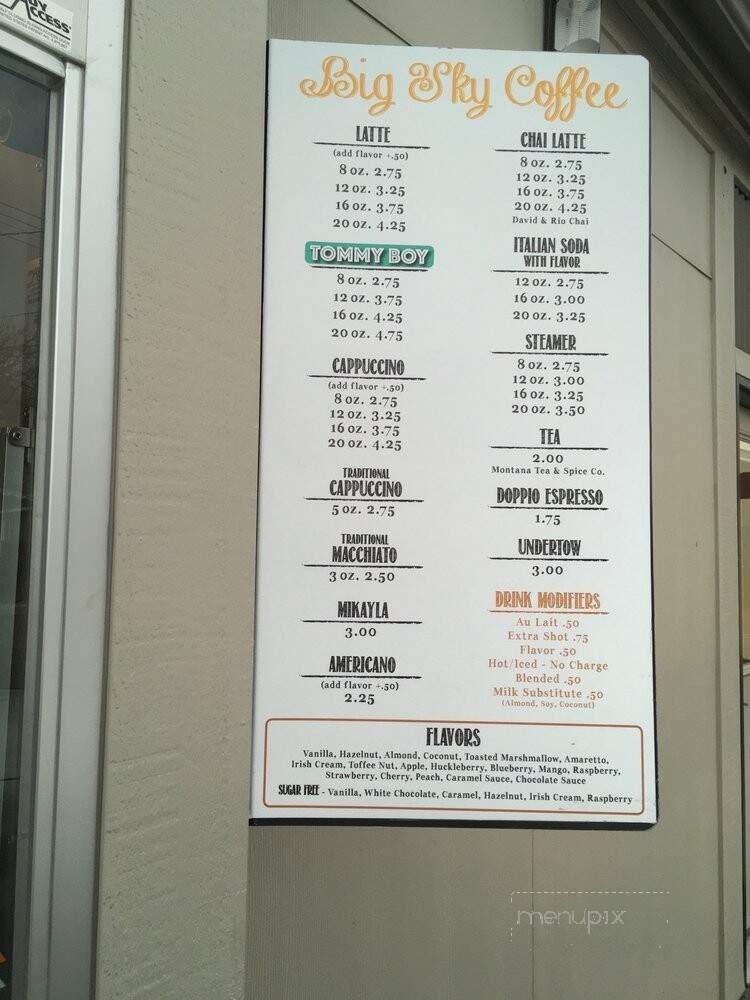 ACCESS
Big Sky Coffee
LATTE
(add flavor +.50)
8 oz. 2.75
12 oz. 3.25
16 oz. 3.75
20 oz. 4.25
TOMMY BOY
8 oz. 2.75
12 oz. 3.75
16 oz. 4.25
20 oz. 4.75
CAPPUCCINO
(add flavor +.50)
8 oz. 2.75
12 oz. 3.25
16 oz. 3.75
20 oz. 4.25
TRADITIONAL
CAPPUCCINO
5 oz. 2.75
TRADITIONAL
MACCHIATO
3 oz. 2.50
MIKAYLA
3.00
AMERICANO
(add flavor +.50)
2.25
CHAI LATTE
8 oz. 2.75
12 oz. 3.25
16 oz. 3.75
20 oz. 4.25
David & Rio Chai
ITALIAN SODA
WITH FLAVOR
12 oz. 2.75
16 oz. 3.00
20 oz. 3.25
STEAMER
8 oz. 2.75
12 oz. 3.00
16 oz. 3.25
20 oz. 3.50
TEA
2.00
Montana Tea & Spice Co.
DOPPIO ESPRESSO
1.75
UNDERTOW
3.00
DRINK MODIFIERS
Au Lait .50
Extra Shot .75
Flavor .50
Hot/Iced - No Charge
Blended .50
Milk Substitute .50
(Almond, Soy, Coconut)
FLAVORS
Vanilla, Hazelnut, Almond, Coconut, Toasted Marshmallow, Amaretto,
Irish Cream, Toffee Nut, Apple, Huckleberry, Blueberry, Mango, Raspberry,
Strawberry, Cherry, Peach, Caramel Sauce, Chocolate Sauce
SUGAR FREE - Vanilla, White Chocolate, Caramel, Hazelnut, Irish Cream, Raspberry
menupix